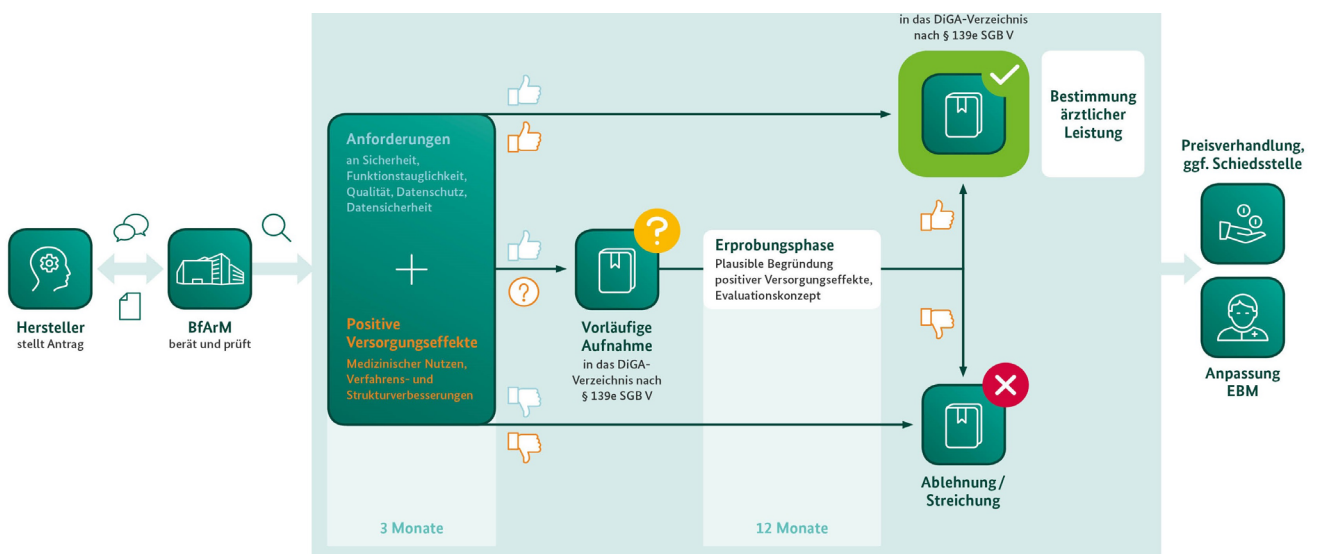 Hersteller
stellt Antrag
BfArM
berät und prüft
Anforderungen
an Sicherheit,
Funktionstauglichkeit,
Qualität, Datenschutz,
Datensicherheit
+
Positive
Versorgungseffekte
Medizinischer Nutzen,
Verfahrens- und
Strukturverbesserungen
3 Monate
?
?
Vorläufige
Aufnahme
in das DiGA-
Verzeichnis nach
§ 139e SGB V
Erprobungsphase
Plausible Begründung
positiver Versorgungseffekte,
Evaluationskonzept
12 Monate
in das DiGA-Verzeichnis
nach § 139e SGB V
Bestimmung
ärztlicher
Leistung
Ablehnung /
Streichung
Preisverhandlung,
ggf. Schiedsstelle
Anpassung
EBM